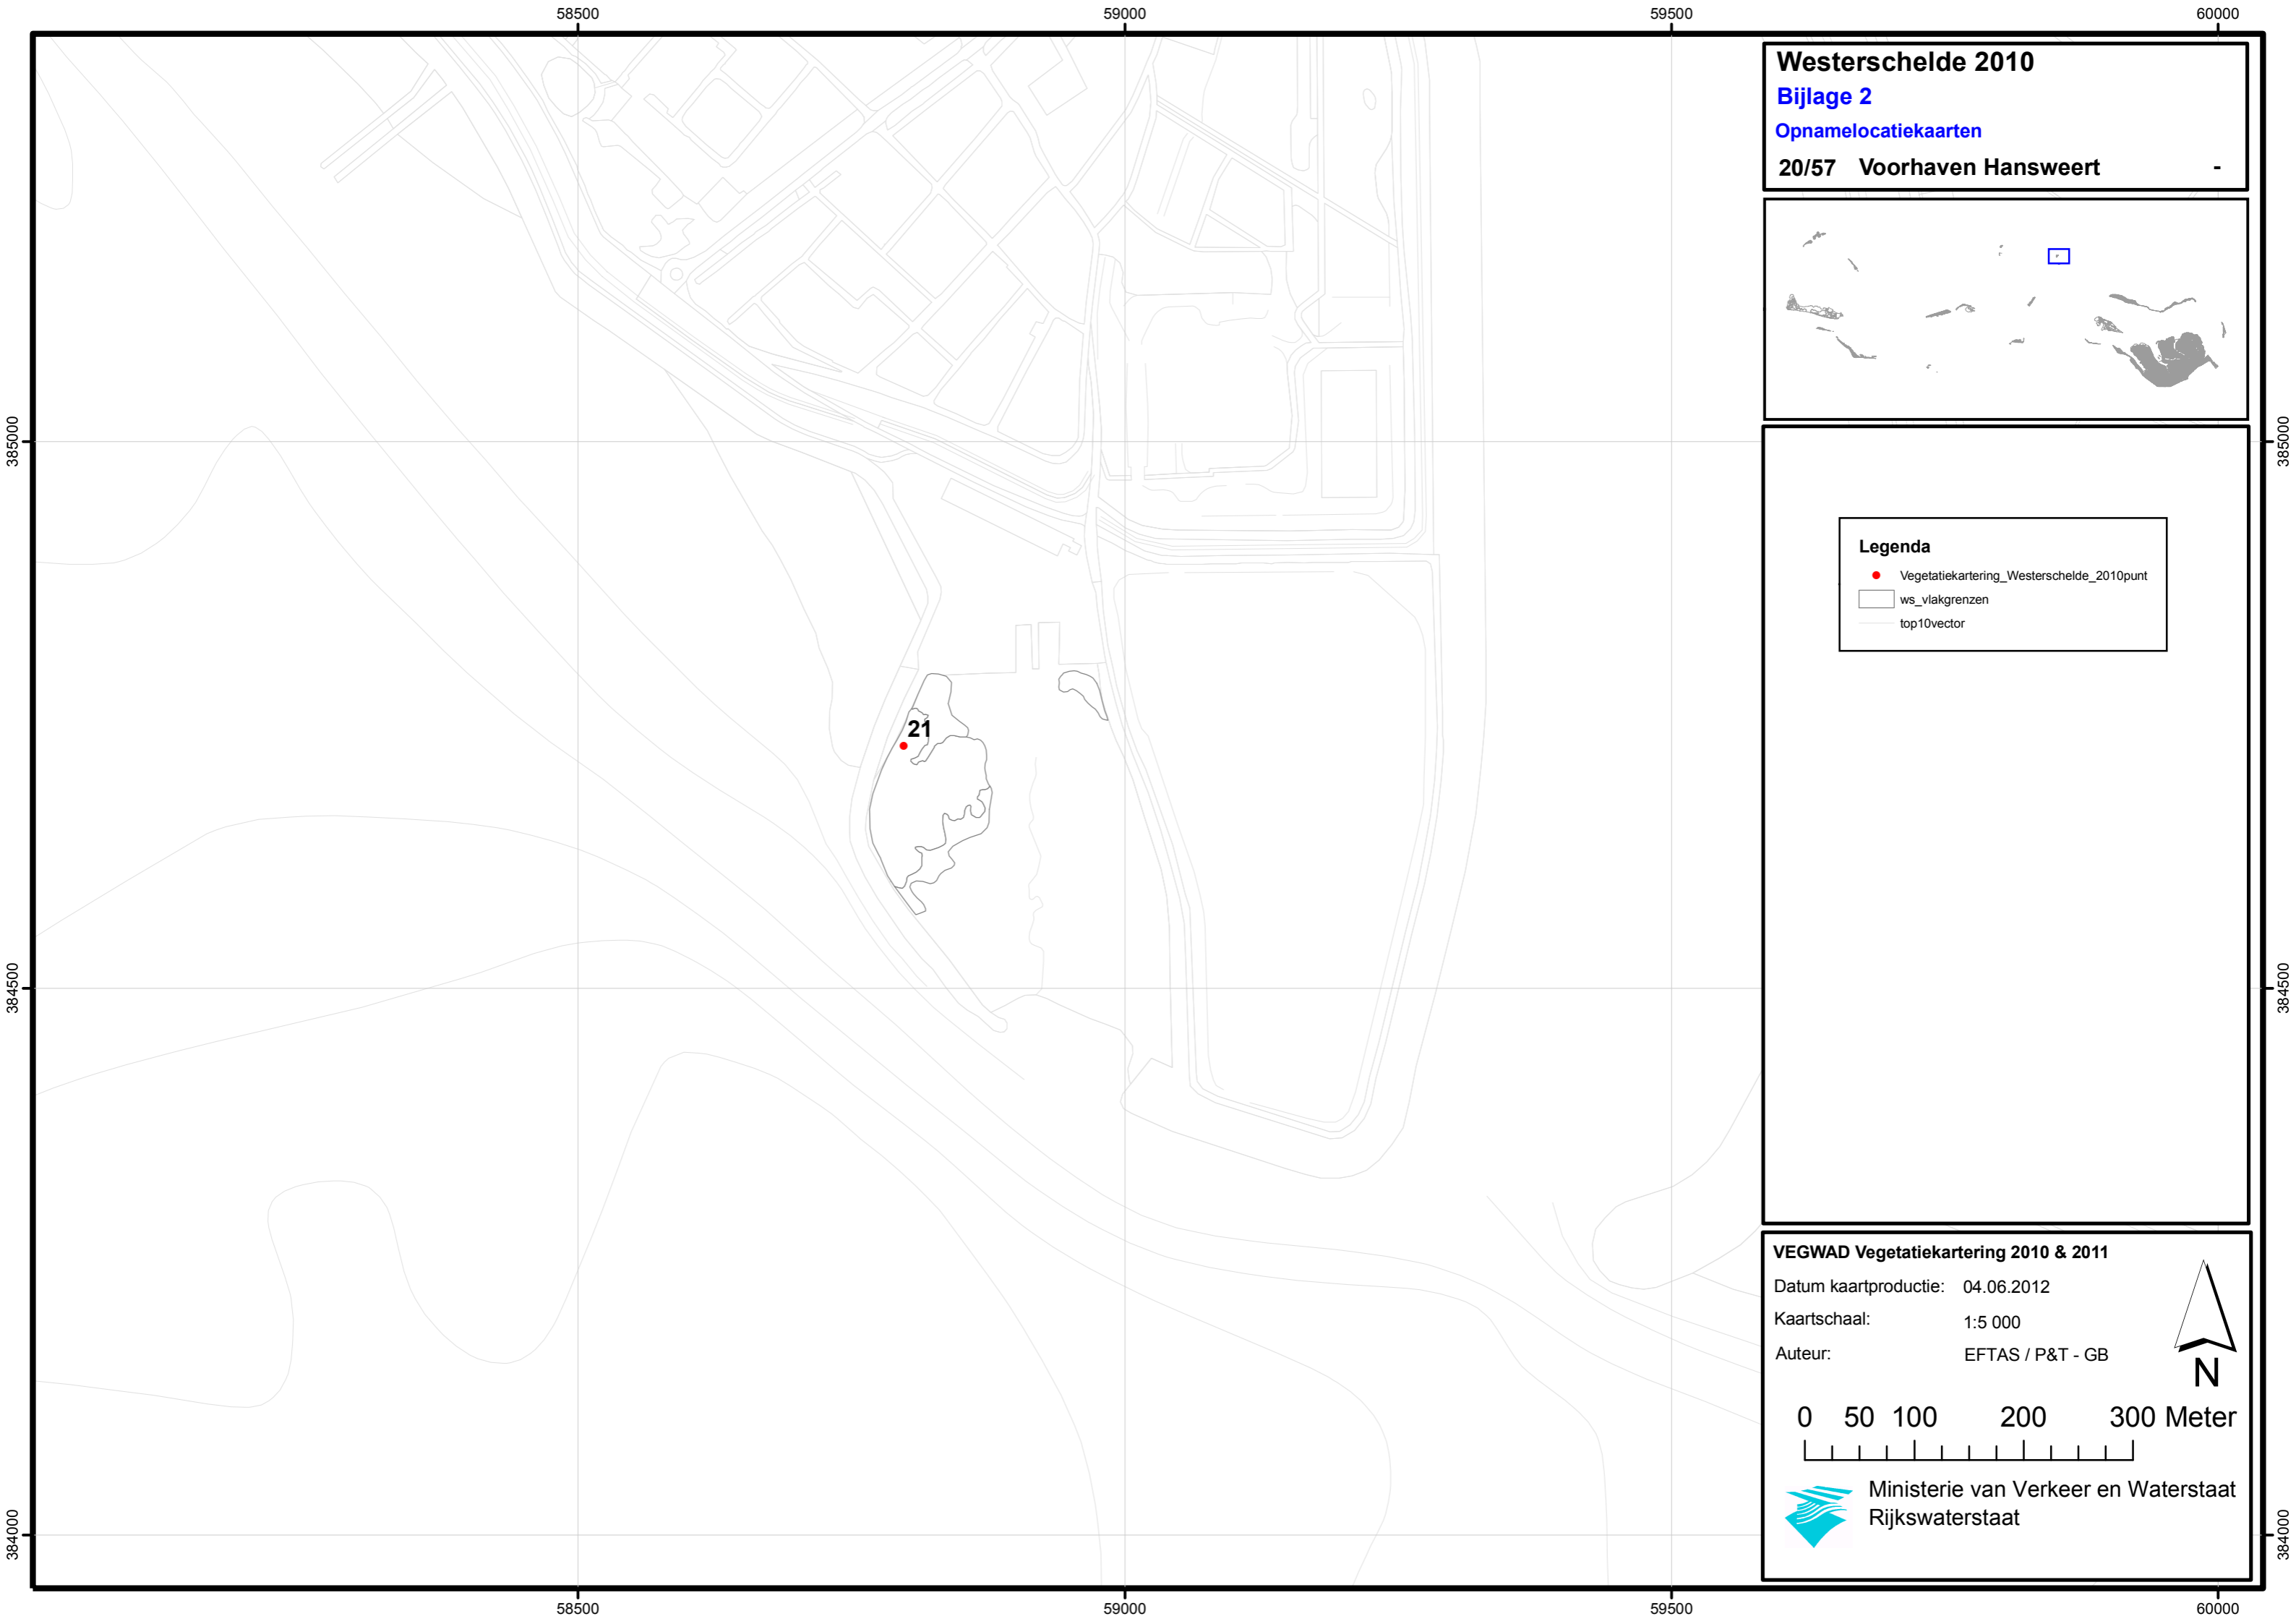 58500 59000 59500 60000
Westerschelde 2010
Bijlage 2
Opnamelocatiekaarten
20/57 Voorhaven Hansweert -
385000 385000
Legenda
Vegetatiekartering_Westerschelde_2010punt
ws_vlakgrenzen
top10vector
21
384500 384500
VEGWAD Vegetatiekartering 2010 & 2011
Datum kaartproductie: 04.06.2012
Kaartschaal: 1:5 000
Auteur: EFTAS / P&T - GB
N
0 50 100 200 300 Meter
Ministerie van Verkeer en Waterstaat
Rijkswaterstaat
384000 384000
58500 59000 59500 60000